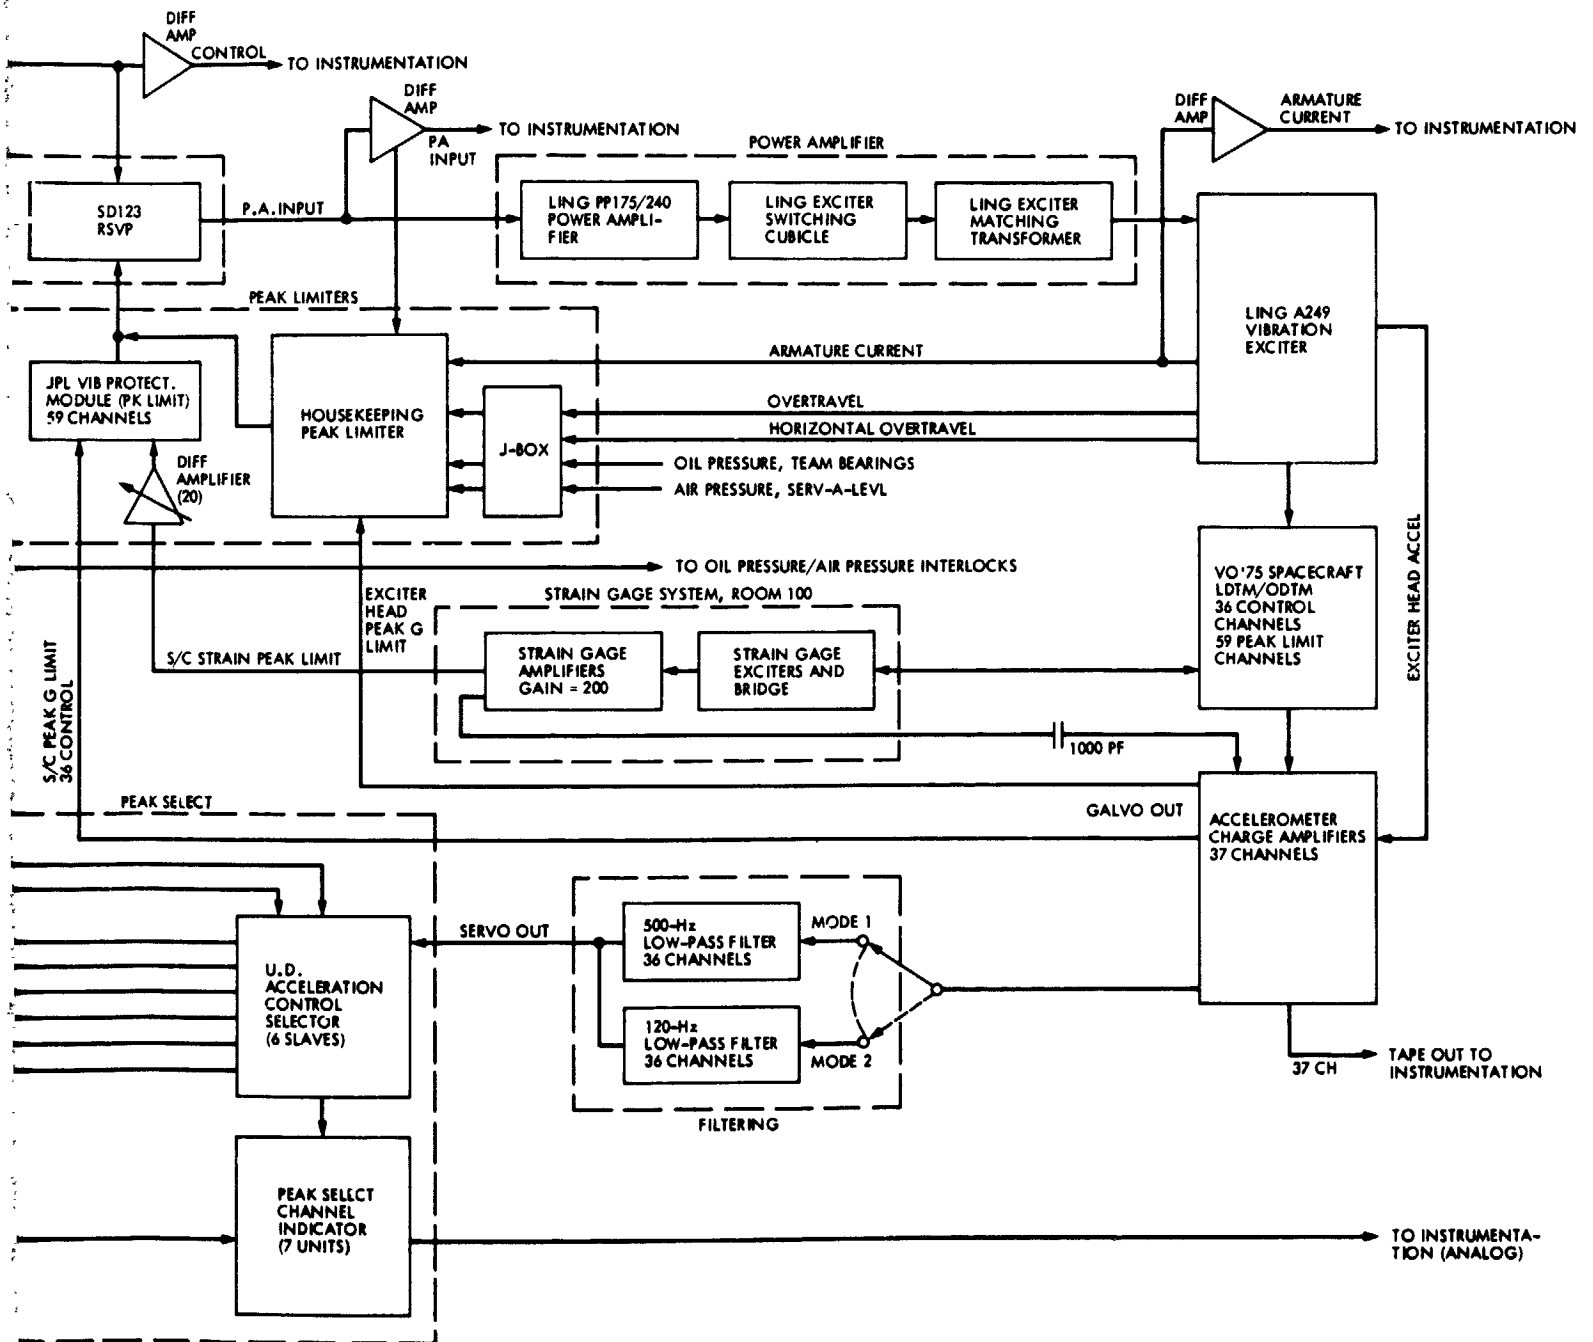 DIFF
AMP
CONTROL
TO INSTRUMENTATION
DIFF
AMP
TO INSTRUMENTATION
PA
INPUT
DIFF
AMP
ARMATURE
CURRENT
TO INSTRUMENTATION
POWER AMPLIFIER
SD123
RSVP
P.A. INPUT
LING PP175/240
POWER AMPLI-
FIER
LING EXCITER
SWITCHING
CUBICLE
LING EXCITER
MATCHING
TRANSFORMER
LING A249
VIBRATION
EXCITER
PEAK LIMITERS
JPL VIB PROTECT.
MODULE (PK LIMIT)
59 CHANNELS
HOUSEKEEPING
PEAK LIMITER
J-BOX
ARMATURE CURRENT
OVERTRAVEL
HORIZONTAL OVERTRAVEL
OIL PRESSURE, TEAM BEARINGS
AIR PRESSURE, SERV-A-LEVL
DIFF
AMPLIFIER
(20)
TO OIL PRESSURE/AIR PRESSURE INTERLOCKS
EXCITER
HEAD
PEAK G
LIMIT
STRAIN GAGE SYSTEM, ROOM 100
S/C STRAIN PEAK LIMIT
STRAIN GAGE
AMPLIFIERS
GAIN = 200
STRAIN GAGE
EXCITERS AND
BRIDGE
VO'75 SPACECRAFT
LDTM/ODTM
36 CONTROL
CHANNELS
59 PEAK LIMIT
CHANNELS
EXCITER HEAD ACCEL
S/C PEAK G LIMIT
36 CONTROL
1000 PF
PEAK SELECT
GALVO OUT
ACCELEROMETER
CHARGE AMPLIFIERS
37 CHANNELS
SERVO OUT
500-Hz
LOW-PASS FILTER
36 CHANNELS
MODE 1
U.D.
ACCELERATION
CONTROL
SELECTOR
(6 SLAVES)
120-Hz
LOW-PASS FILTER
36 CHANNELS
MODE 2
FILTERING
37 CH
TAPE OUT TO
INSTRUMENTATION
PEAK SELECT
CHANNEL
INDICATOR
(7 UNITS)
TO INSTRUMENTA-
TION (ANALOG)